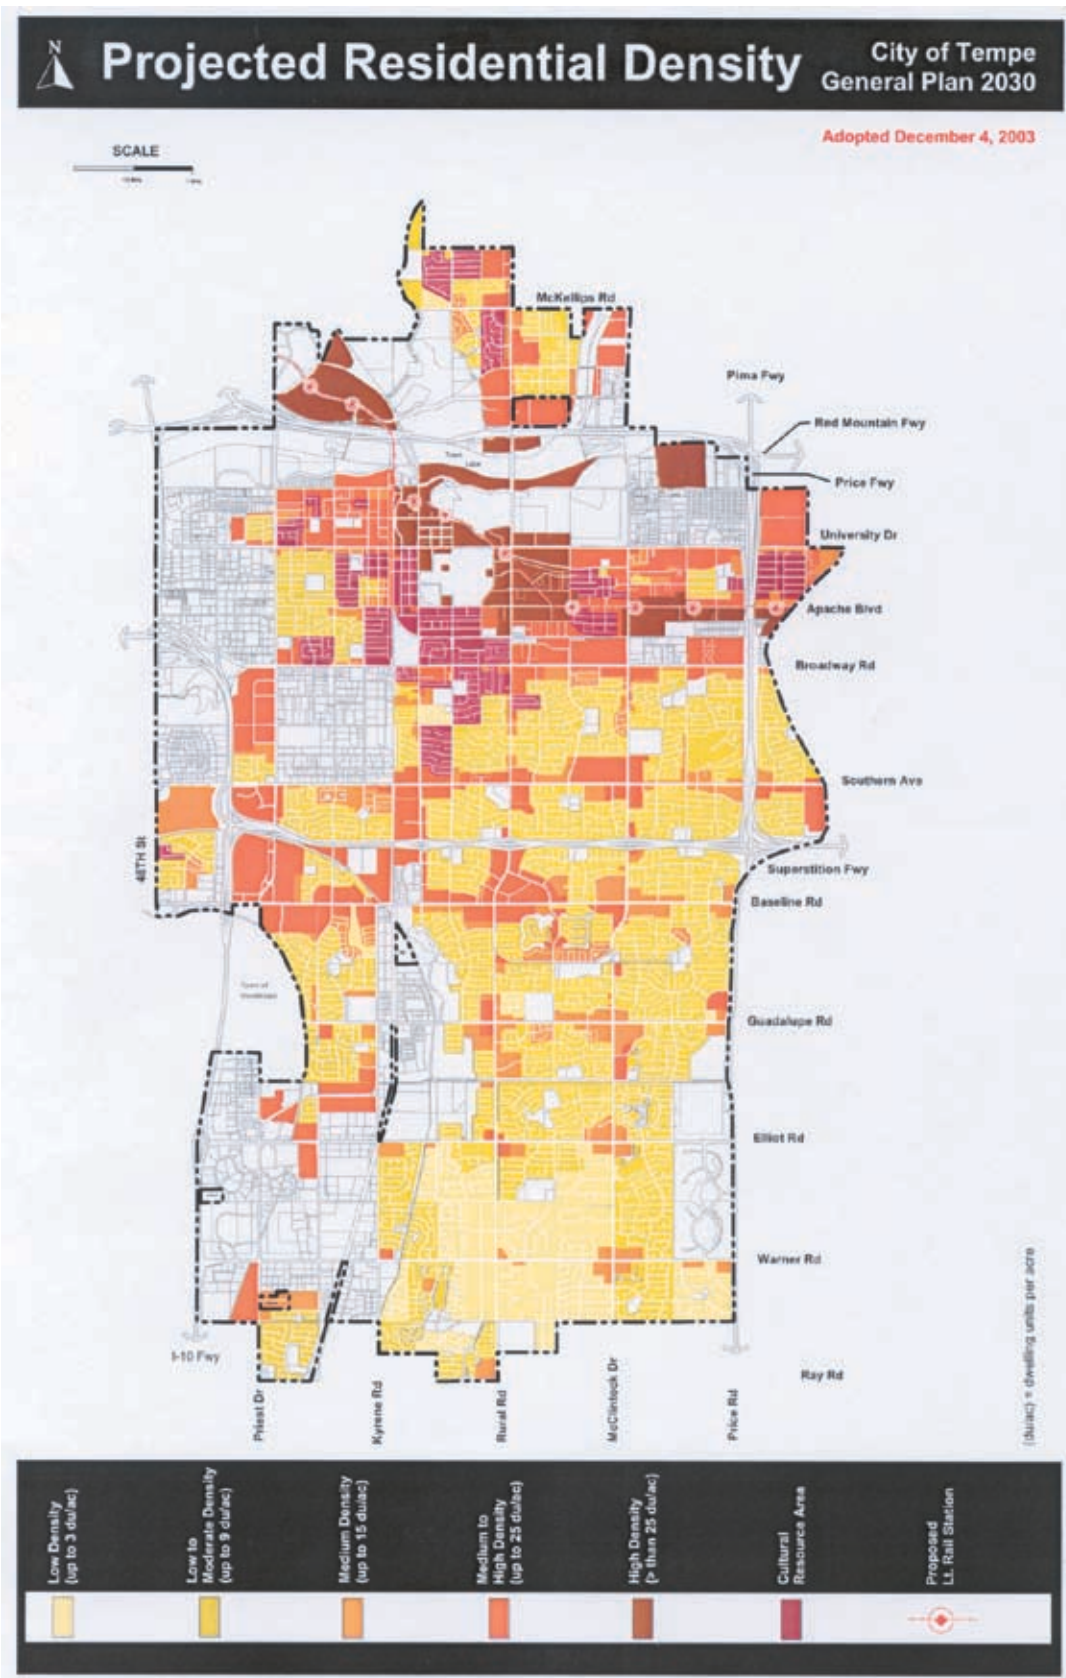 N
Projected Residential Density
City of Tempe
General Plan 2030
Adopted December 4, 2003
SCALE
McKellips Rd
Pima Fwy
Red Mountain Fwy
Price Fwy
Town
Lake
University Dr
Apache Blvd
Broadway Rd
Southern Ave
48TH St
Superstition Fwy
Baseline Rd
Town of
Guadalupe Rd
Elliot Rd
Warner Rd
I-10 Fwy
Ray Rd
Priest Dr
Kyrene Rd
Rural Rd
McClintock Dr
Price Rd
(du/ac) = dwelling units per acre
Low Density
(up to 3 du/ac)
Low to
Moderate Density
(up to 9 du/ac)
Medium Density
(up to 15 du/ac)
Medium to
High Density
(up to 25 du/ac)
High Density
(> than 25 du/ac)
Cultural
Resource Area
Proposed
Lt. Rail Station